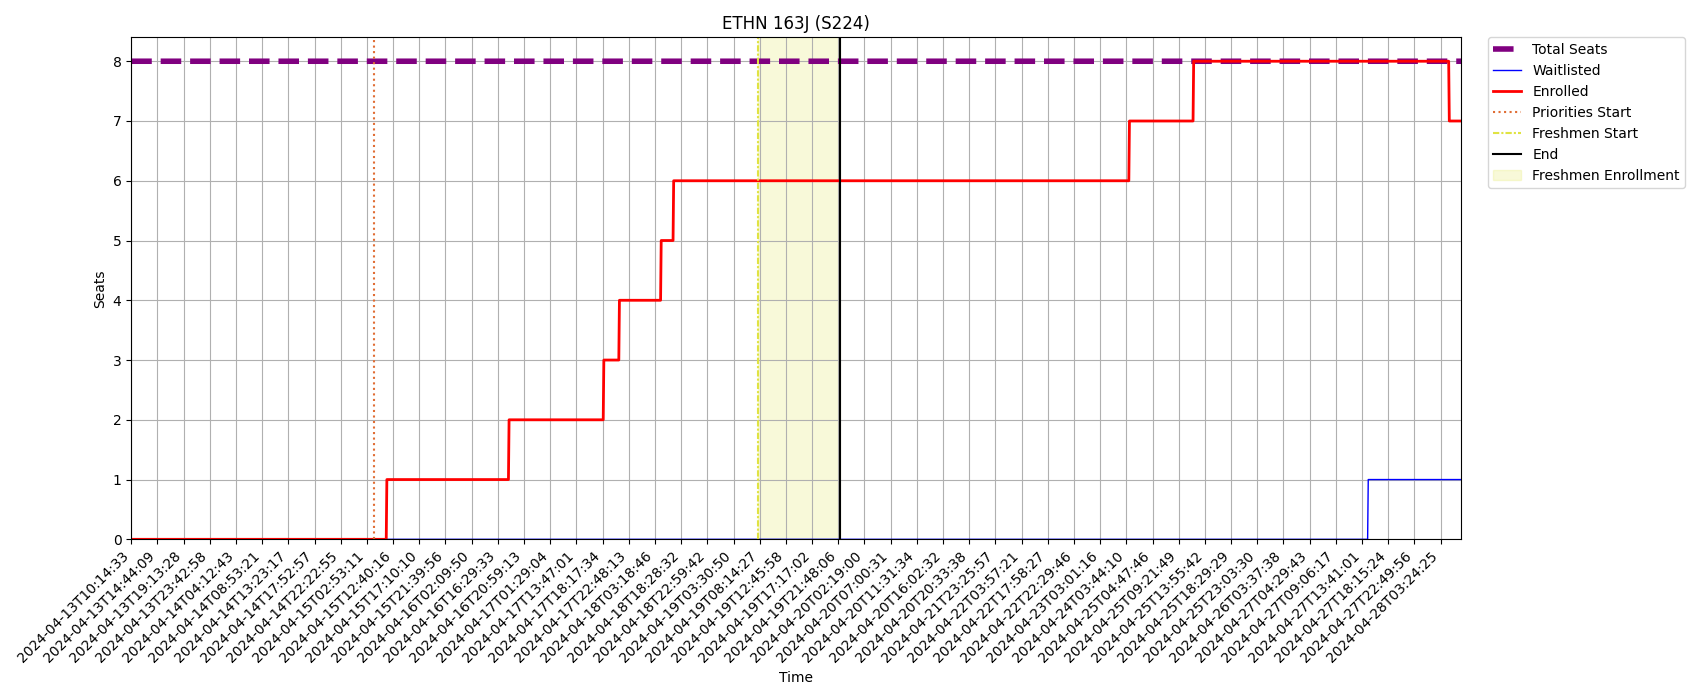 ETHN 163J (S224)
Total Seats
Waitlisted
Enrolled
Priorities Start
Freshmen Start
End
Freshmen Enrollment
Seats
8
7
6
5
4
3
2
1
0
2024-04-13T10:14:33
2024-04-13T14:44:09
2024-04-13T19:13:28
2024-04-13T23:42:58
2024-04-14T04:12:43
2024-04-14T08:53:21
2024-04-14T13:23:17
2024-04-14T17:52:57
2024-04-14T22:22:55
2024-04-15T02:53:11
2024-04-15T12:40:16
2024-04-15T17:10:10
2024-04-15T21:39:56
2024-04-16T02:09:50
2024-04-16T16:29:33
2024-04-16T20:59:13
2024-04-17T01:29:04
2024-04-17T13:47:01
2024-04-17T18:17:34
2024-04-17T22:48:13
2024-04-18T03:18:46
2024-04-18T18:28:32
2024-04-18T22:59:42
2024-04-19T03:30:50
2024-04-19T08:14:27
2024-04-19T12:45:58
2024-04-19T17:17:02
2024-04-19T21:48:06
2024-04-20T02:19:00
2024-04-20T07:00:31
2024-04-20T11:31:34
2024-04-20T16:02:32
2024-04-20T20:33:38
2024-04-21T23:25:57
2024-04-22T03:57:21
2024-04-22T17:58:27
2024-04-22T22:29:46
2024-04-23T03:01:16
2024-04-24T03:44:10
2024-04-25T04:47:46
2024-04-25T09:21:49
2024-04-25T13:55:42
2024-04-25T18:29:29
2024-04-25T23:03:30
2024-04-26T03:37:38
2024-04-27T04:29:43
2024-04-27T09:06:17
2024-04-27T13:41:01
2024-04-27T18:15:24
2024-04-27T22:49:56
2024-04-28T03:24:25
Time